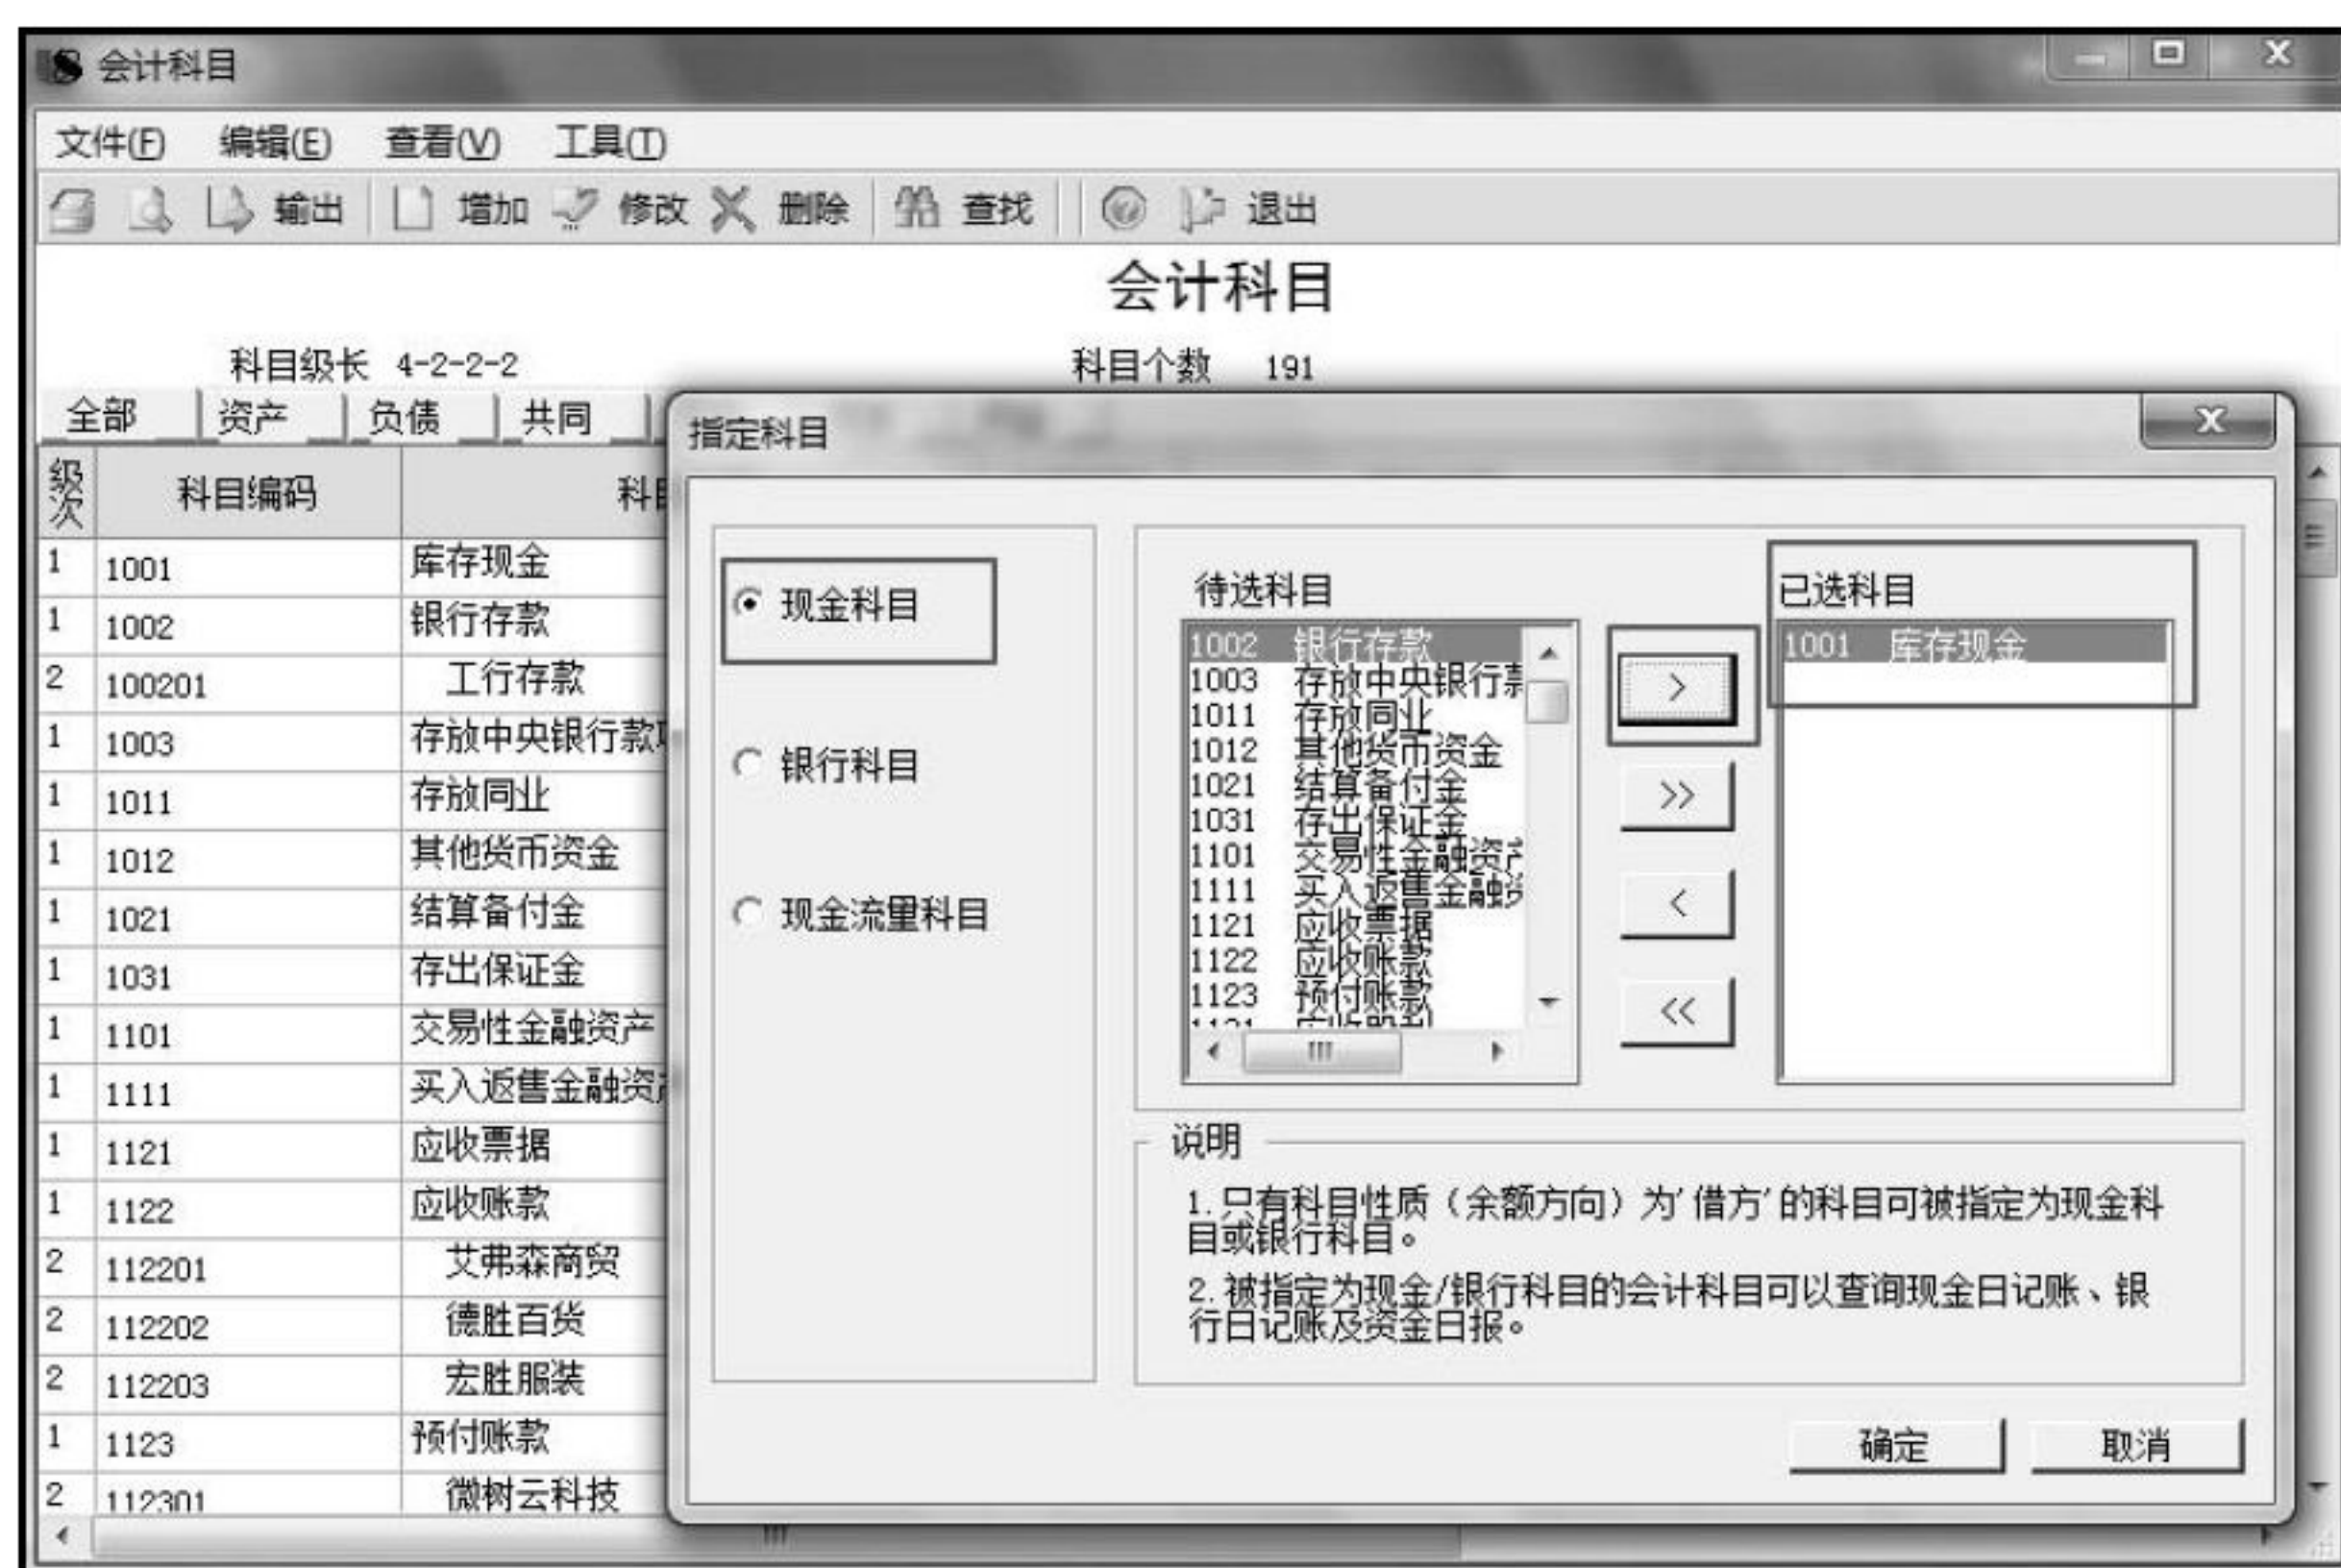 会计科目
文件(F) 编辑(E) 查看(V) 工具(T)
输出 增加 修改 删除 查找 退出
会计科目
科目级长 4-2-2-2 科目个数 191
全部 资产 负债 共同
级次 科目编码
1 1001 库存现金
1 1002 银行存款
2 100201 工行存款
1 1003 存放中央银行款
1 1011 存放同业
1 1012 其他货币资金
1 1021 结算备付金
1 1031 存出保证金
1 1101 交易性金融资产
1 1111 买入返售金融资
1 1121 应收票据
1 1122 应收账款
2 112201 艾弗森商贸
2 112202 德胜百货
2 112203 宏胜服装
1 1123 预付账款
2 112301 微树云科技
指定科目
现金科目
银行科目
现金流量科目
待选科目
1002 银行存款
1003 存放中央银行
1011 存放同业
1012 其他货币资金
1021 结算备付金
1031 存出保证金
1101 交易性金融资
1111 买入返售金融
1121 应收票据
1122 应收账款
1123 预付账款
>
>>
<
<<
已选科目
1001 库存现金
说明
1.只有科目性质（余额方向）为'借方'的科目可被指定为现金科
目或银行科目。
2.被指定为现金/银行科目的会计科目可以查询现金日记账、银
行日记账及资金日报。
确定 取消